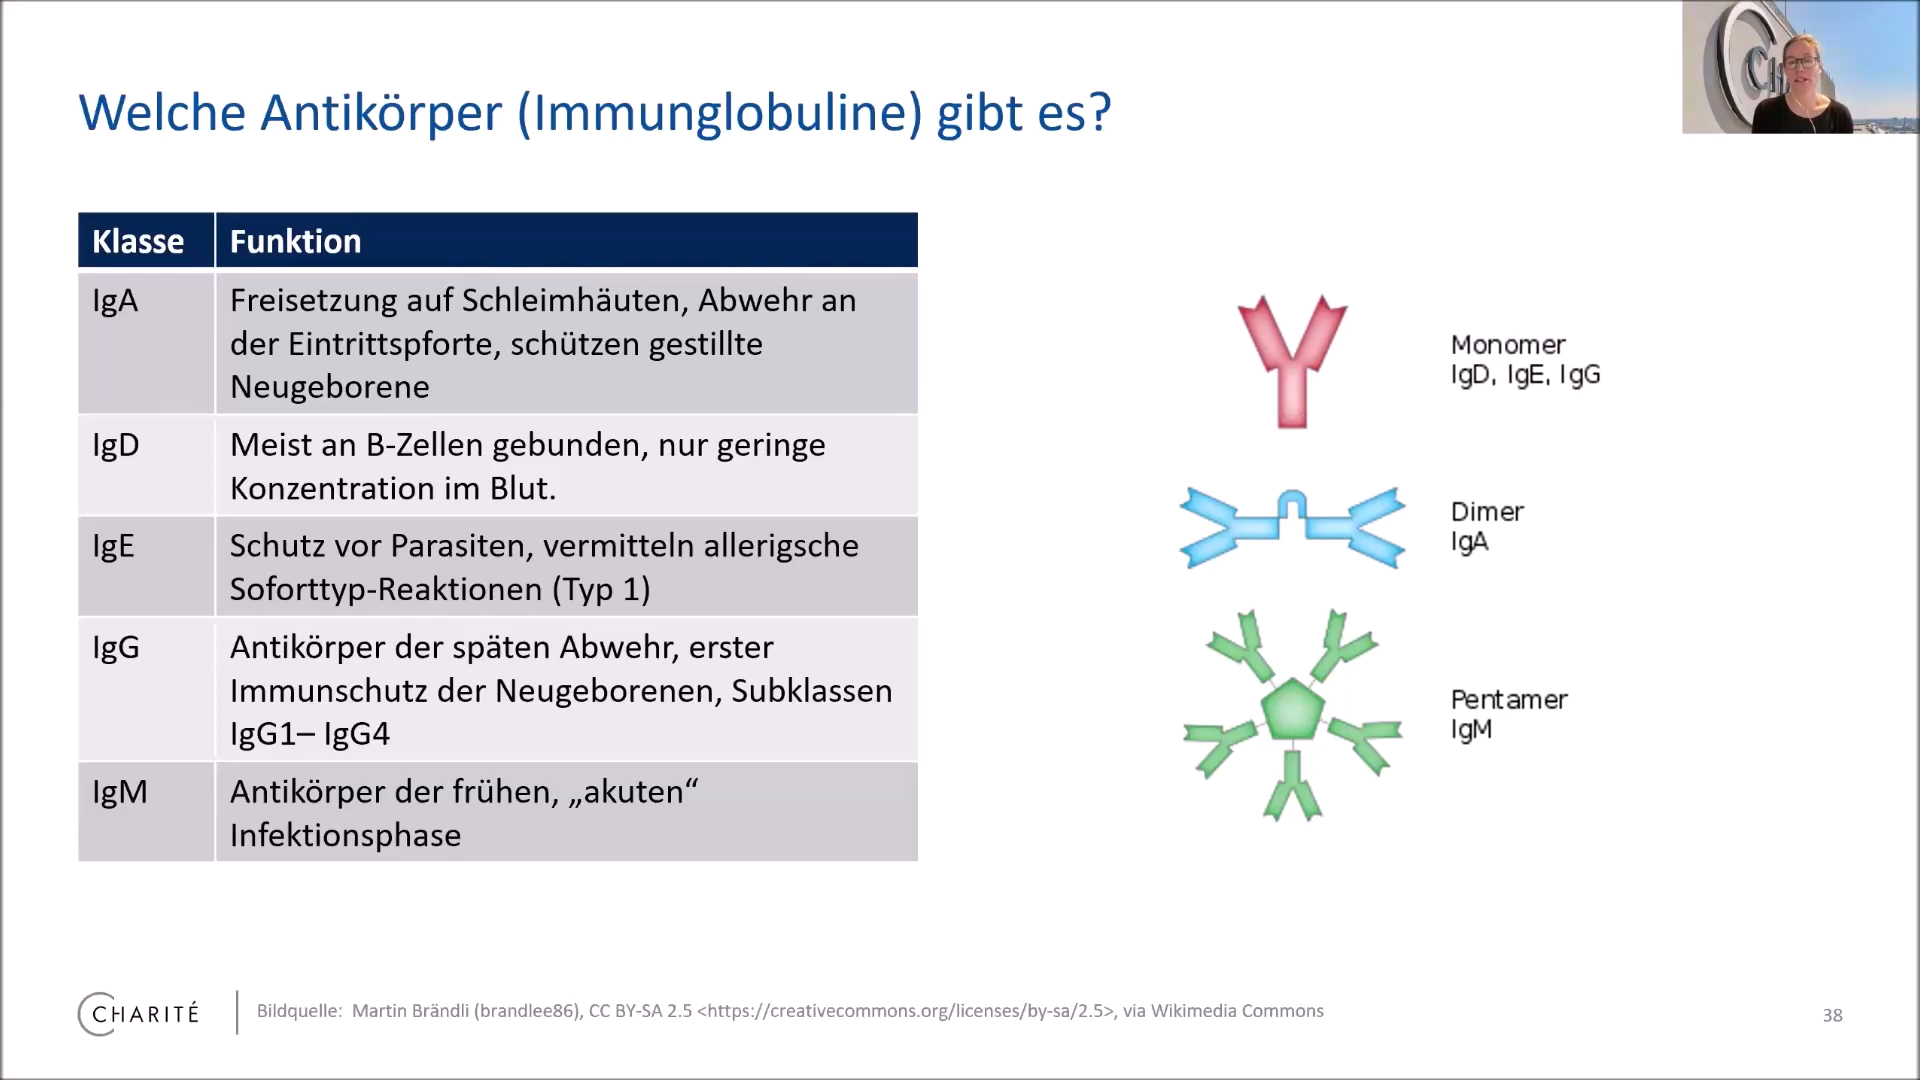 Welche Antikörper (Immunglobuline) gibt es?
Klasse
Funktion
IgA
Freisetzung auf Schleimhäuten, Abwehr an
der Eintrittspforte, schützen gestillte
Neugeborene
IgD
Meist an B-Zellen gebunden, nur geringe
Konzentration im Blut.
IgE
Schutz vor Parasiten, vermitteln allerigsche
Soforttyp-Reaktionen (Typ 1)
IgG
Antikörper der späten Abwehr, erster
Immunschutz der Neugeborenen, Subklassen
IgG1– IgG4
IgM
Antikörper der frühen, „akuten“
Infektionsphase
Monomer
IgD, IgE, IgG
Dimer
IgA
Pentamer
IgM
CHARITÉ
Bildquelle: Martin Brändli (brandlee86), CC BY-SA 2.5 <https://creativecommons.org/licenses/by-sa/2.5>, via Wikimedia Commons
38